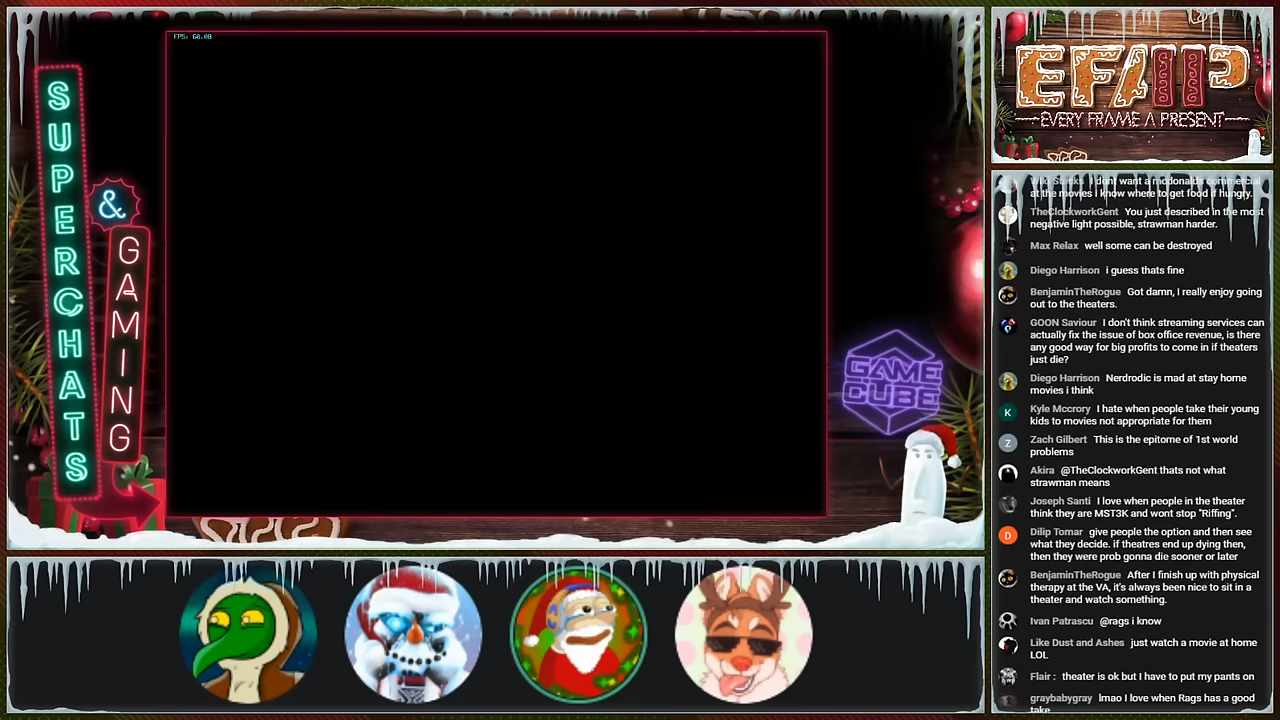 FPS: 60.08
SUPERCHATS
&
GAMING
GAME
CUBE
EFAP
EVERY FRAME A PRESENT
I dont want a mcdonalds commercial
at the movies i know where to get food if hungry.
TheClockworkGent You just described in the most
negative light possible, strawman harder.
Max Relax well some can be destroyed
Diego Harrison i guess thats fine
BenjaminTheRogue Got damn, I really enjoy going
out to the theaters.
GOON Saviour I don't think streaming services can
actually fix the issue of box office revenue, is there
any good way for big profits to come in if theaters
just die?
Diego Harrison Nerdrodic is mad at stay home
movies i think
K Kyle Mccrory I hate when people take their young
kids to movies not appropriate for them
Z Zach Gilbert This is the epitome of 1st world
problems
Akira @TheClockworkGent thats not what
strawman means
Joseph Santi I love when people in the theater
think they are MST3K and wont stop "Riffing".
D Dilip Tomar give people the option and then see
what they decide. if theatres end up dying then,
then they were prob gonna die sooner or later
BenjaminTheRogue After I finish up with physical
therapy at the VA, it's always been nice to sit in a
theater and watch something.
Ivan Patrascu @rags i know
Like Dust and Ashes just watch a movie at home
LOL
Flair : theater is ok but I have to put my pants on
graybabygray lmao I love when Rags has a good
take